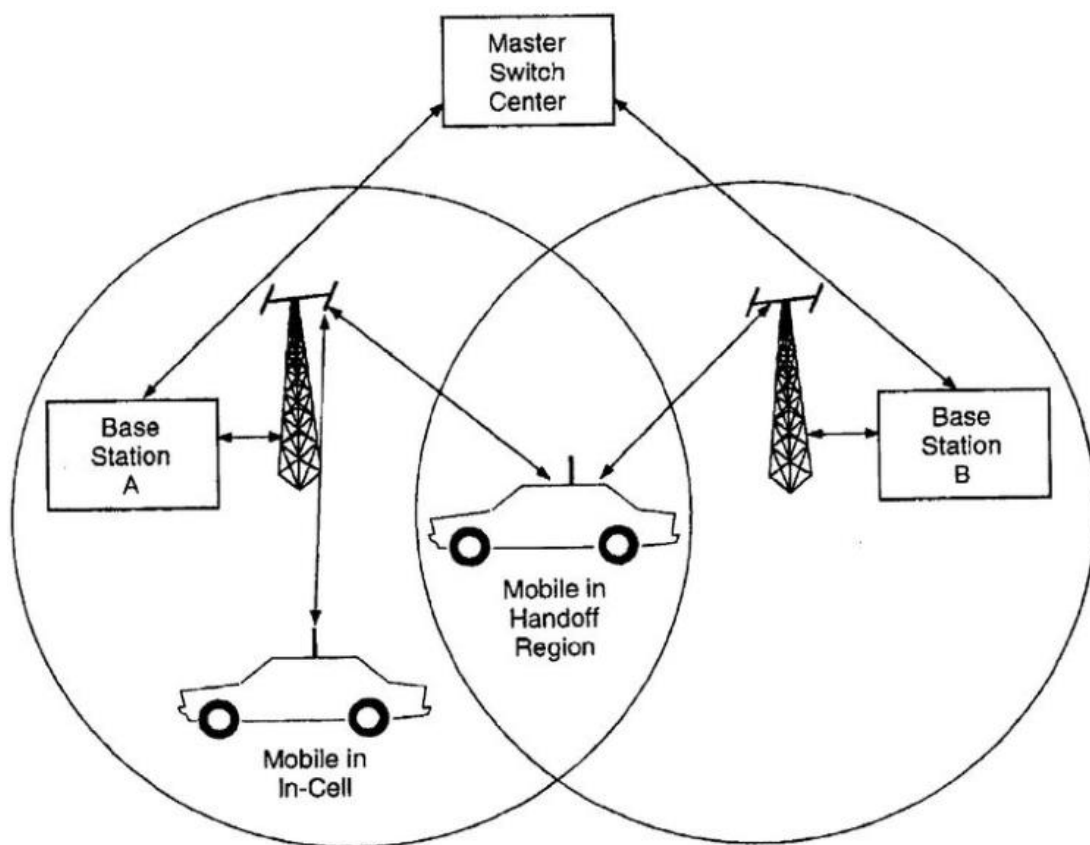 Master
Switch
Center
Base
Station
A
Base
Station
B
Mobile in
Handoff
Region
Mobile in
In-Cell